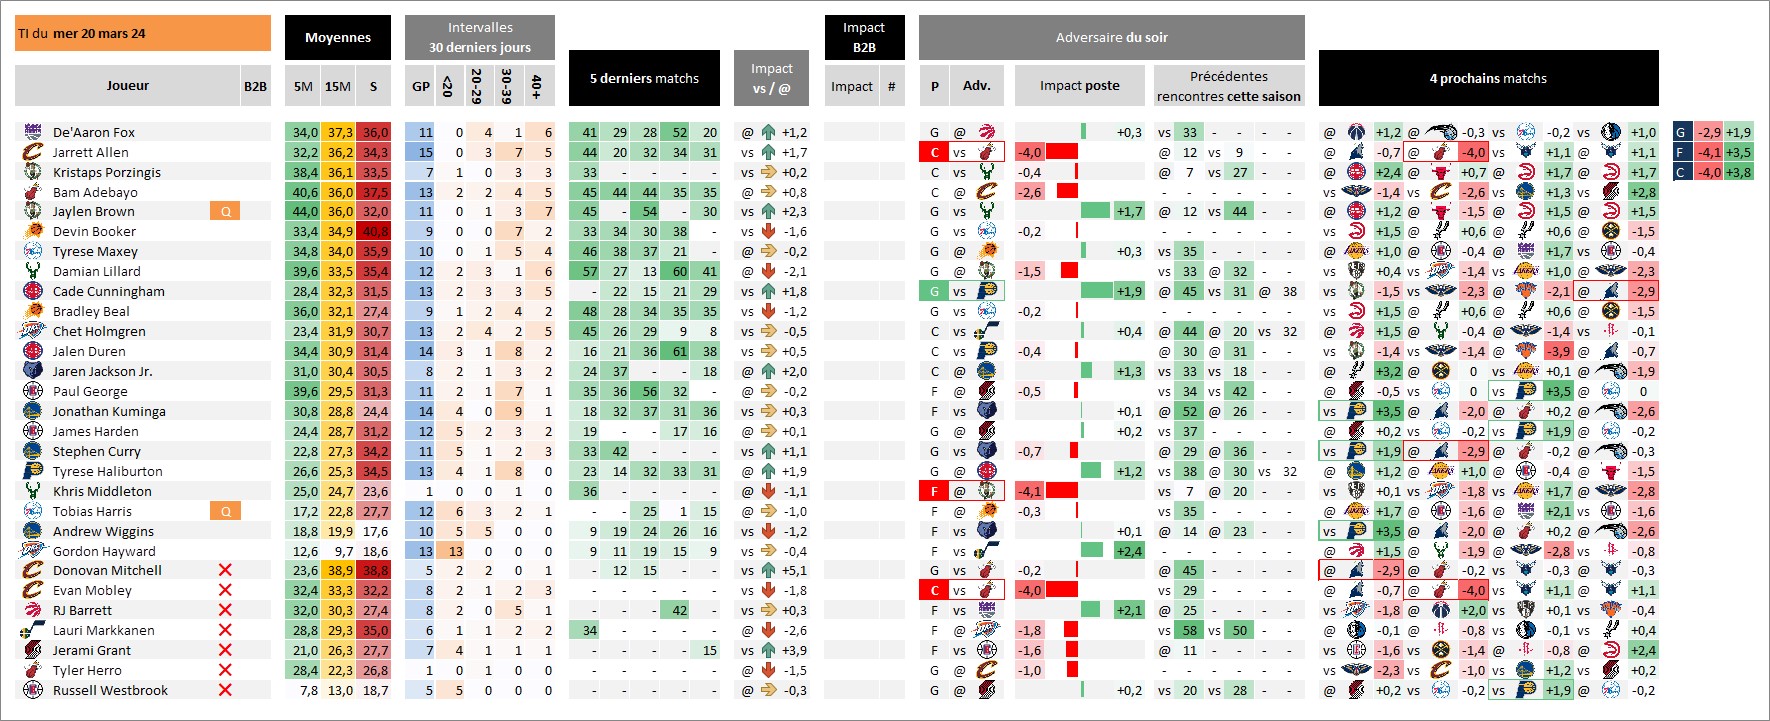 TI du mer 20 mars 24
Moyennes
Intervalles
30 derniers jours
5 derniers matchs
Impact
vs / @
Impact
B2B
Adversaire du soir
4 prochains matchs
Joueur B2B 5M 15M S GP <20 20-29 30-39 40+ Impact # P Adv. Impact poste Précédentes
rencontres cette saison
De'Aaron Fox 34,0 37,3 36,0 11 0 4 1 6 41 29 28 52 20 @ +1,2 G @ +0,3 vs 33 - - - - @ +1,2 @ -0,3 vs -0,2 vs +1,0 G -2,9 +1,9
Jarrett Allen 32,2 36,2 34,3 15 0 3 7 5 44 20 32 34 31 vs +1,7 C vs -4,0 @ 12 vs 9 - - @ -0,7 @ -4,0 vs +1,1 @ +1,1 F -4,1 +3,5
Kristaps Porzingis 38,4 36,1 33,5 7 1 0 3 3 33 - - - - vs +0,2 C vs -0,4 @ 7 vs 27 - - @ +2,4 @ +0,7 @ +1,7 @ +1,7 C -4,0 +3,8
Bam Adebayo 40,6 36,0 37,5 13 2 2 4 5 45 44 44 35 35 @ +0,8 C @ -2,6 - - - - - - vs -1,4 vs -2,6 vs +1,3 vs +2,8
Jaylen Brown Q 44,0 36,0 32,0 11 0 1 3 7 45 - 54 - 30 vs +2,3 G vs +1,7 @ 12 vs 44 - - @ +1,2 @ -1,5 @ +1,5 @ +1,5
Devin Booker 33,4 34,9 40,8 9 0 0 7 2 33 34 30 38 - vs -1,6 G vs -0,2 - - - - - - vs +1,5 @ +0,6 @ +0,6 @ -1,5
Tyrese Maxey 34,8 34,0 35,9 10 0 1 5 4 46 38 37 21 - @ -0,2 G @ +0,3 vs 35 - - - - @ +1,0 @ -0,4 @ +1,7 vs -0,4
Damian Lillard 39,6 33,5 35,4 12 2 3 1 6 57 27 13 60 41 @ -2,1 G @ -1,5 vs 33 @ 32 - - vs +0,4 vs -1,4 vs +1,0 @ -2,3
Cade Cunningham 28,4 32,3 31,5 13 2 3 3 5 - 22 15 21 29 vs +1,8 G vs +1,9 @ 45 vs 31 @ 38 vs -1,5 vs -2,3 @ -2,1 @ -2,9
Bradley Beal 36,0 32,1 27,4 9 1 2 4 2 48 28 34 35 35 vs -1,2 G vs -0,2 - - - - - - vs +1,5 @ +0,6 @ +0,6 @ -1,5
Chet Holmgren 23,4 31,9 30,7 13 2 4 2 5 45 26 29 9 8 vs -0,5 C vs +0,4 @ 44 @ 20 vs 32 @ +1,5 @ -0,4 @ -1,4 vs -0,1
Jalen Duren 34,4 30,9 31,4 14 3 1 8 2 16 21 36 61 38 vs +0,5 C vs -0,4 @ 30 @ 31 - - vs -1,4 vs -1,4 @ -3,9 @ -0,7
Jaren Jackson Jr. 31,0 30,4 30,5 8 2 1 3 2 24 37 - - 18 @ +2,0 C @ +1,3 vs 33 vs 18 - - @ +3,2 @ 0 vs +0,1 @ -1,9
Paul George 39,6 29,5 31,3 11 2 1 7 1 35 36 56 32 - @ -0,2 F @ -0,5 vs 34 vs 42 - - @ -0,5 vs 0 vs +3,5 @ 0
Jonathan Kuminga 30,8 28,8 24,4 14 4 0 9 1 18 32 37 31 36 vs +0,3 F vs +0,1 @ 52 @ 26 - - vs +3,5 @ -2,0 @ +0,2 @ -2,6
James Harden 24,8 28,7 31,2 12 5 2 3 2 19 - - 17 16 @ +0,1 G @ +0,2 vs 37 - - - - @ +0,2 vs -0,2 vs +1,9 @ -0,2
Stephen Curry 22,8 27,3 34,2 11 5 1 2 3 33 42 - - - vs +1,1 G vs -0,7 @ 29 @ 36 - - vs +1,9 @ -2,9 @ -0,2 @ -0,3
Tyrese Haliburton 26,6 25,3 34,5 13 4 1 8 0 23 14 32 33 31 @ +1,9 G @ +1,2 vs 38 @ 30 vs 32 @ +1,2 @ +1,0 @ -0,4 @ -1,5
Khris Middleton 25,0 24,7 23,6 1 0 0 1 0 36 - - - - @ -1,1 F @ -4,1 vs 7 @ 20 - - vs +0,1 vs -1,8 vs +1,7 @ -2,8
Tobias Harris Q 17,2 22,8 27,7 12 6 3 2 1 - - 25 1 15 @ -1,0 F @ -0,3 vs 35 - - - - @ +1,7 @ -1,6 @ +2,1 vs -1,6
Andrew Wiggins 18,8 19,9 17,6 10 5 5 0 0 9 19 24 26 16 vs -1,2 F vs +0,1 @ 14 @ 23 - - vs +3,5 @ -2,0 @ +0,2 @ -2,6
Gordon Hayward 12,6 9,7 18,6 13 13 0 0 0 9 11 19 15 9 vs -0,4 F vs +2,4 - - - - - - @ +1,5 @ -1,9 @ -2,8 vs -0,8
Donovan Mitchell 23,6 38,9 38,8 5 2 2 0 1 - 12 15 - - vs +5,1 G vs -0,2 @ 45 - - - - @ -2,9 @ -0,2 vs -0,3 @ -0,3
Evan Mobley 32,4 33,3 32,2 8 2 1 2 3 - - - - - vs -1,8 C vs -4,0 vs 29 - - - - @ -0,7 @ -4,0 vs +1,1 @ +1,1
RJ Barrett 32,0 30,3 27,4 8 2 0 5 1 - - - 42 - vs +0,3 F vs +2,1 @ 25 - - - - vs -1,8 @ +2,0 vs +0,1 vs -0,4
Lauri Markkanen 28,8 29,3 35,0 6 1 1 2 2 34 - - - - @ -2,6 F @ -1,8 vs 58 vs 50 - - @ -0,1 @ -0,8 vs -0,1 vs +0,4
Jerami Grant 21,0 26,3 27,7 7 4 1 1 1 - - - - 15 vs +3,9 F vs -1,6 @ 11 - - - - vs -1,6 vs -1,4 @ -0,8 @ +2,4
Tyler Herro 28,4 22,3 26,8 1 0 1 0 0 - - - - - @ -1,5 G @ -1,0 - - - - - - vs -2,3 vs -1,0 vs +1,2 vs +0,2
Russell Westbrook 7,8 13,0 18,7 5 5 0 0 0 - - - - - @ -0,3 G @ +0,2 vs 20 vs 28 - - @ +0,2 vs -0,2 vs +1,9 @ -0,2